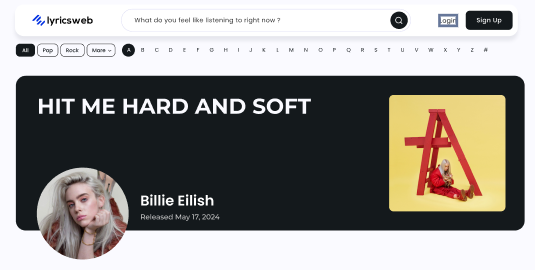 lyricsweb
What do you feel like listening to right now ?
Login
Sign Up
All
Pop
Rock
More
A B C D E F G H I J K L M N O P Q R S T U V W X Y Z #
HIT ME HARD AND SOFT
Billie Eilish
Released May 17, 2024